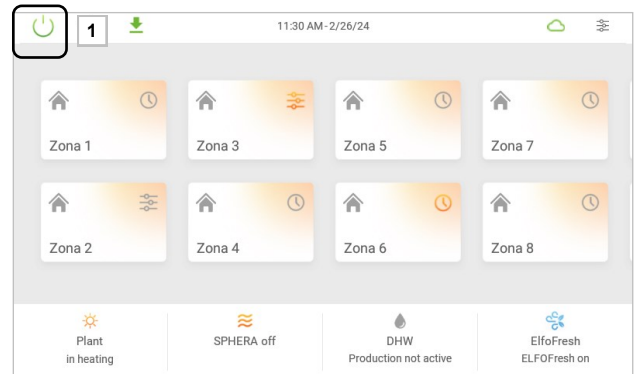 1
11:30 AM-2/26/24
Zona 1
Zona 3
Zona 5
Zona 7
Zona 2
Zona 4
Zona 6
Zona 8
Plant
in heating
SPHERA off
DHW
Production not active
ElfoFresh
ELFOFresh on